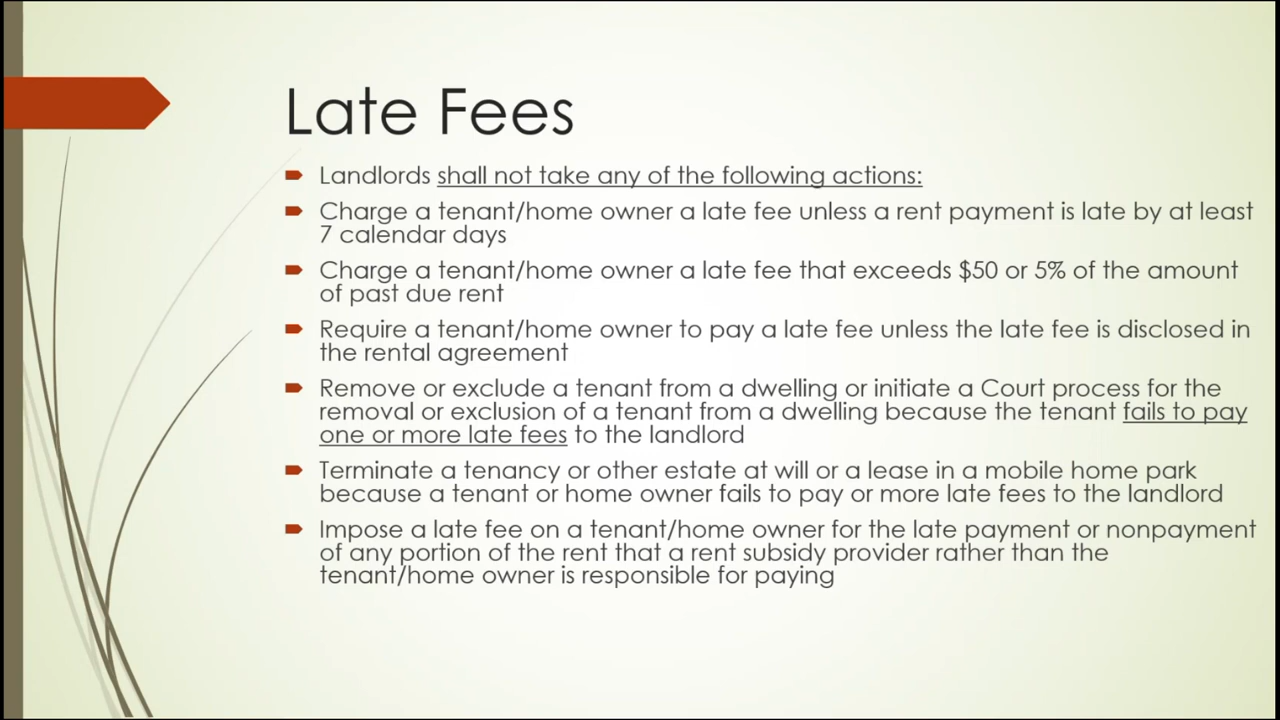 Late Fees
Landlords shall not take any of the following actions:
Charge a tenant/home owner a late fee unless a rent payment is late by at least
7 calendar days
Charge a tenant/home owner a late fee that exceeds $50 or 5% of the amount
of past due rent
Require a tenant/home owner to pay a late fee unless the late fee is disclosed in
the rental agreement
Remove or exclude a tenant from a dwelling or initiate a Court process for the
removal or exclusion of a tenant from a dwelling because the tenant fails to pay
one or more late fees to the landlord
Terminate a tenancy or other estate at will or a lease in a mobile home park
because a tenant or home owner fails to pay or more late fees to the landlord
Impose a late fee on a tenant/home owner for the late payment or nonpayment
of any portion of the rent that a rent subsidy provider rather than the
tenant/home owner is responsible for paying